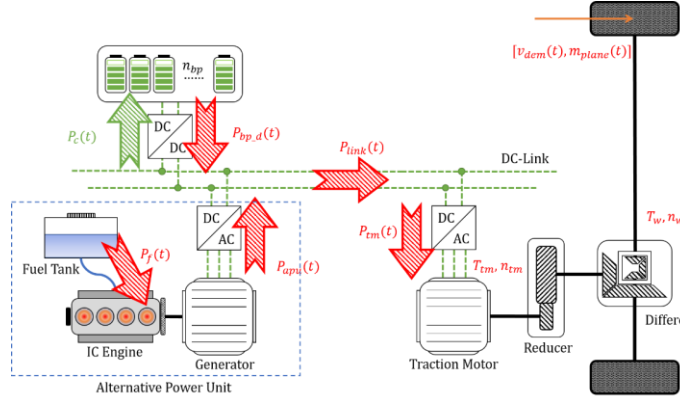 [v_dem(t), m_plane(t)]
n_bp
......
P_c(t)
DC
DC
P_bp_d(t)
P_link(t)
DC-Link
DC
AC
P_apu(t)
P_tm(t)
DC
AC
T_tm, n_tm
T_w, n_w
Fuel Tank
P_f(t)
IC Engine
Generator
Traction Motor
Reducer
Differe
Alternative Power Unit